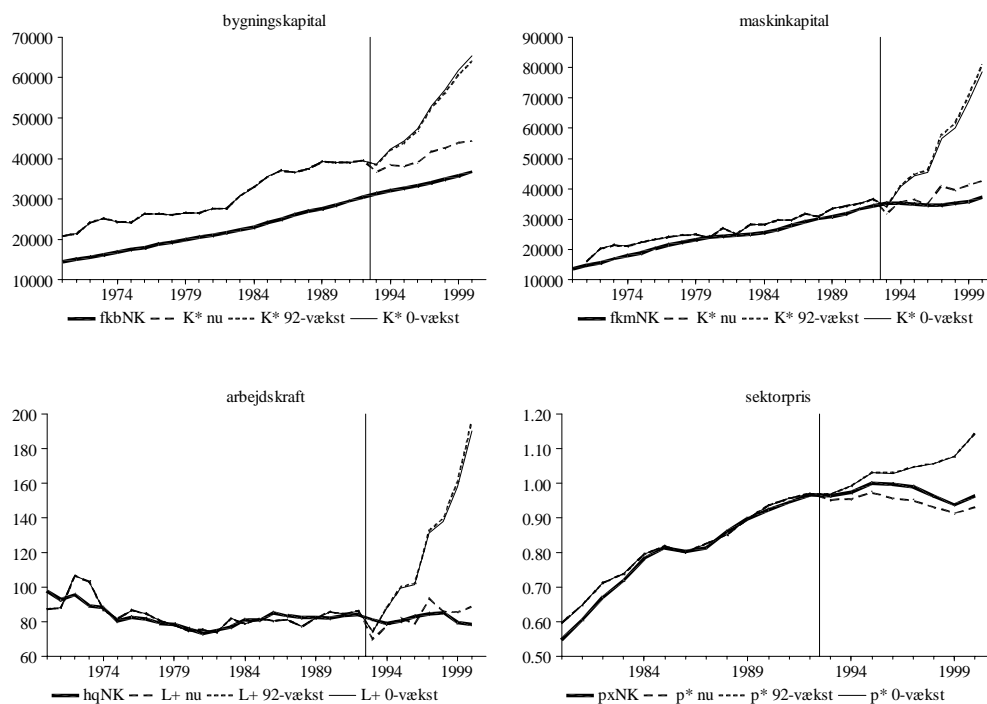 bygningskapital
70000
60000
50000
40000
30000
20000
10000
1974 1979 1984 1989 1994 1999
fkbNK K* nu K* 92-vækst K* 0-vækst
maskinkapital
90000
80000
70000
60000
50000
40000
30000
20000
10000
1974 1979 1984 1989 1994 1999
fkmNK K* nu K* 92-vækst K* 0-vækst
arbejdskraft
200
180
160
140
120
100
80
60
1974 1979 1984 1989 1994 1999
hqNK L+ nu L+ 92-vækst L+ 0-vækst
sektorpris
1.20
1.10
1.00
0.90
0.80
0.70
0.60
0.50
1984 1989 1994 1999
pxNK p* nu p* 92-vækst p* 0-vækst